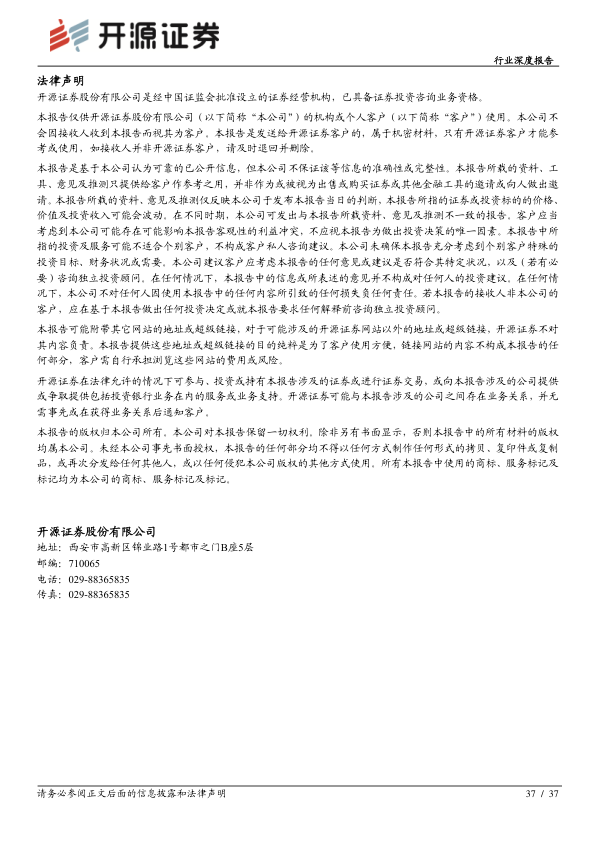 开源证券
行业深度报告
法律声明
开源证券股份有限公司是经中国证监会批准设立的证券经营机构，已具备证券投资咨询业务资格。
本报告仅供开源证券股份有限公司（以下简称“本公司”）的机构或个人客户（以下简称“客户”）使用。本公司不
会因接收人收到本报告而视其为客户。本报告是发送给开源证券客户的，属于机密材料，只有开源证券客户才能参
考或使用，如接收人并非开源证券客户，请及时退回并删除。
本报告是基于本公司认为可靠的已公开信息，但本公司不保证该等信息的准确性或完整性。本报告所载的资料、工
具、意见及推测只提供给客户作参考之用，并非作为或被视为出售或购买证券或其他金融工具的邀请或向人做出邀
请。本报告所载的资料、意见及推测仅反映本公司于发布本报告当日的判断，本报告所指的证券或投资标的的价格、
价值及投资收入可能会波动。在不同时期，本公司可发出与本报告所载资料、意见及推测不一致的报告。客户应当
考虑到本公司可能存在可能影响本报告客观性的利益冲突，不应视本报告为做出投资决策的唯一因素。本报告中所
指的投资及服务可能不适合个别客户，不构成客户私人咨询建议。本公司未确保本报告充分考虑到个别客户特殊的
投资目标、财务状况或需要。本公司建议客户应考虑本报告的任何意见或建议是否符合其特定状况，以及（若有必
要）咨询独立投资顾问。在任何情况下，本报告中的信息或所表述的意见并不构成对任何人的投资建议。在任何情
况下，本公司不对任何人因使用本报告中的任何内容所引致的任何损失负任何责任。若本报告的接收人非本公司的
客户，应在基于本报告做出任何投资决定或就本报告要求任何解释前咨询独立投资顾问。
本报告可能附带其它网站的地址或超级链接，对于可能涉及的开源证券网站以外的地址或超级链接，开源证券不对
其内容负责。本报告提供这些地址或超级链接的目的纯粹是为了客户使用方便，链接网站的内容不构成本报告的任
何部分，客户需自行承担浏览这些网站的费用或风险。
开源证券在法律允许的情况下可参与、投资或持有本报告涉及的证券或进行证券交易，或向本报告涉及的公司提供
或争取提供包括投资银行业务在内的服务或业务支持。开源证券可能与本报告涉及的公司之间存在业务关系，并无
需事先或在获得业务关系后通知客户。
本报告的版权归本公司所有。本公司对本报告保留一切权利。除非另有书面显示，否则本报告中的所有材料的版权
均属本公司。未经本公司事先书面授权，本报告的任何部分均不得以任何方式制作任何形式的拷贝、复印件或复制
品，或再次分发给任何其他人，或以任何侵犯本公司版权的其他方式使用。所有本报告中使用的商标、服务标记及
标记均为本公司的商标、服务标记及标记。
开源证券股份有限公司
地址：西安市高新区锦业路1号都市之门B座5层
邮编：710065
电话：029-88365835
传真：029-88365835
请务必参阅正文后面的信息披露和法律声明
37 / 37